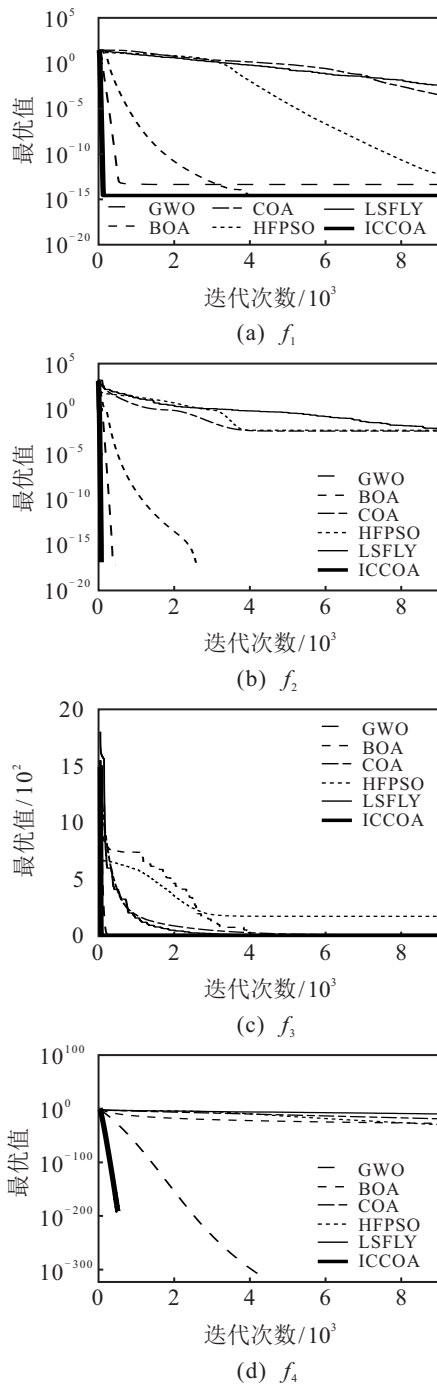 10^5
10^0
10^-5
10^-10
10^-15
10^-20
最优值
GWO COA LSFLY
BOA HFPSO ICCOA
0 2 4 6 8
迭代次数/10^3
(a) f_1
10^5
10^0
10^-5
10^-10
10^-15
10^-20
最优值
GWO
BOA
COA
HFPSO
LSFLY
ICCOA
0 2 4 6 8
迭代次数/10^3
(b) f_2
20
15
10
5
0
最优值/10^2
GWO
BOA
COA
HFPSO
LSFLY
ICCOA
0 2 4 6 8
迭代次数/10^3
(c) f_3
10^100
10^0
10^-100
10^-200
10^-300
最优值
GWO
BOA
COA
HFPSO
LSFLY
ICCOA
0 2 4 6 8
迭代次数/10^3
(d) f_4